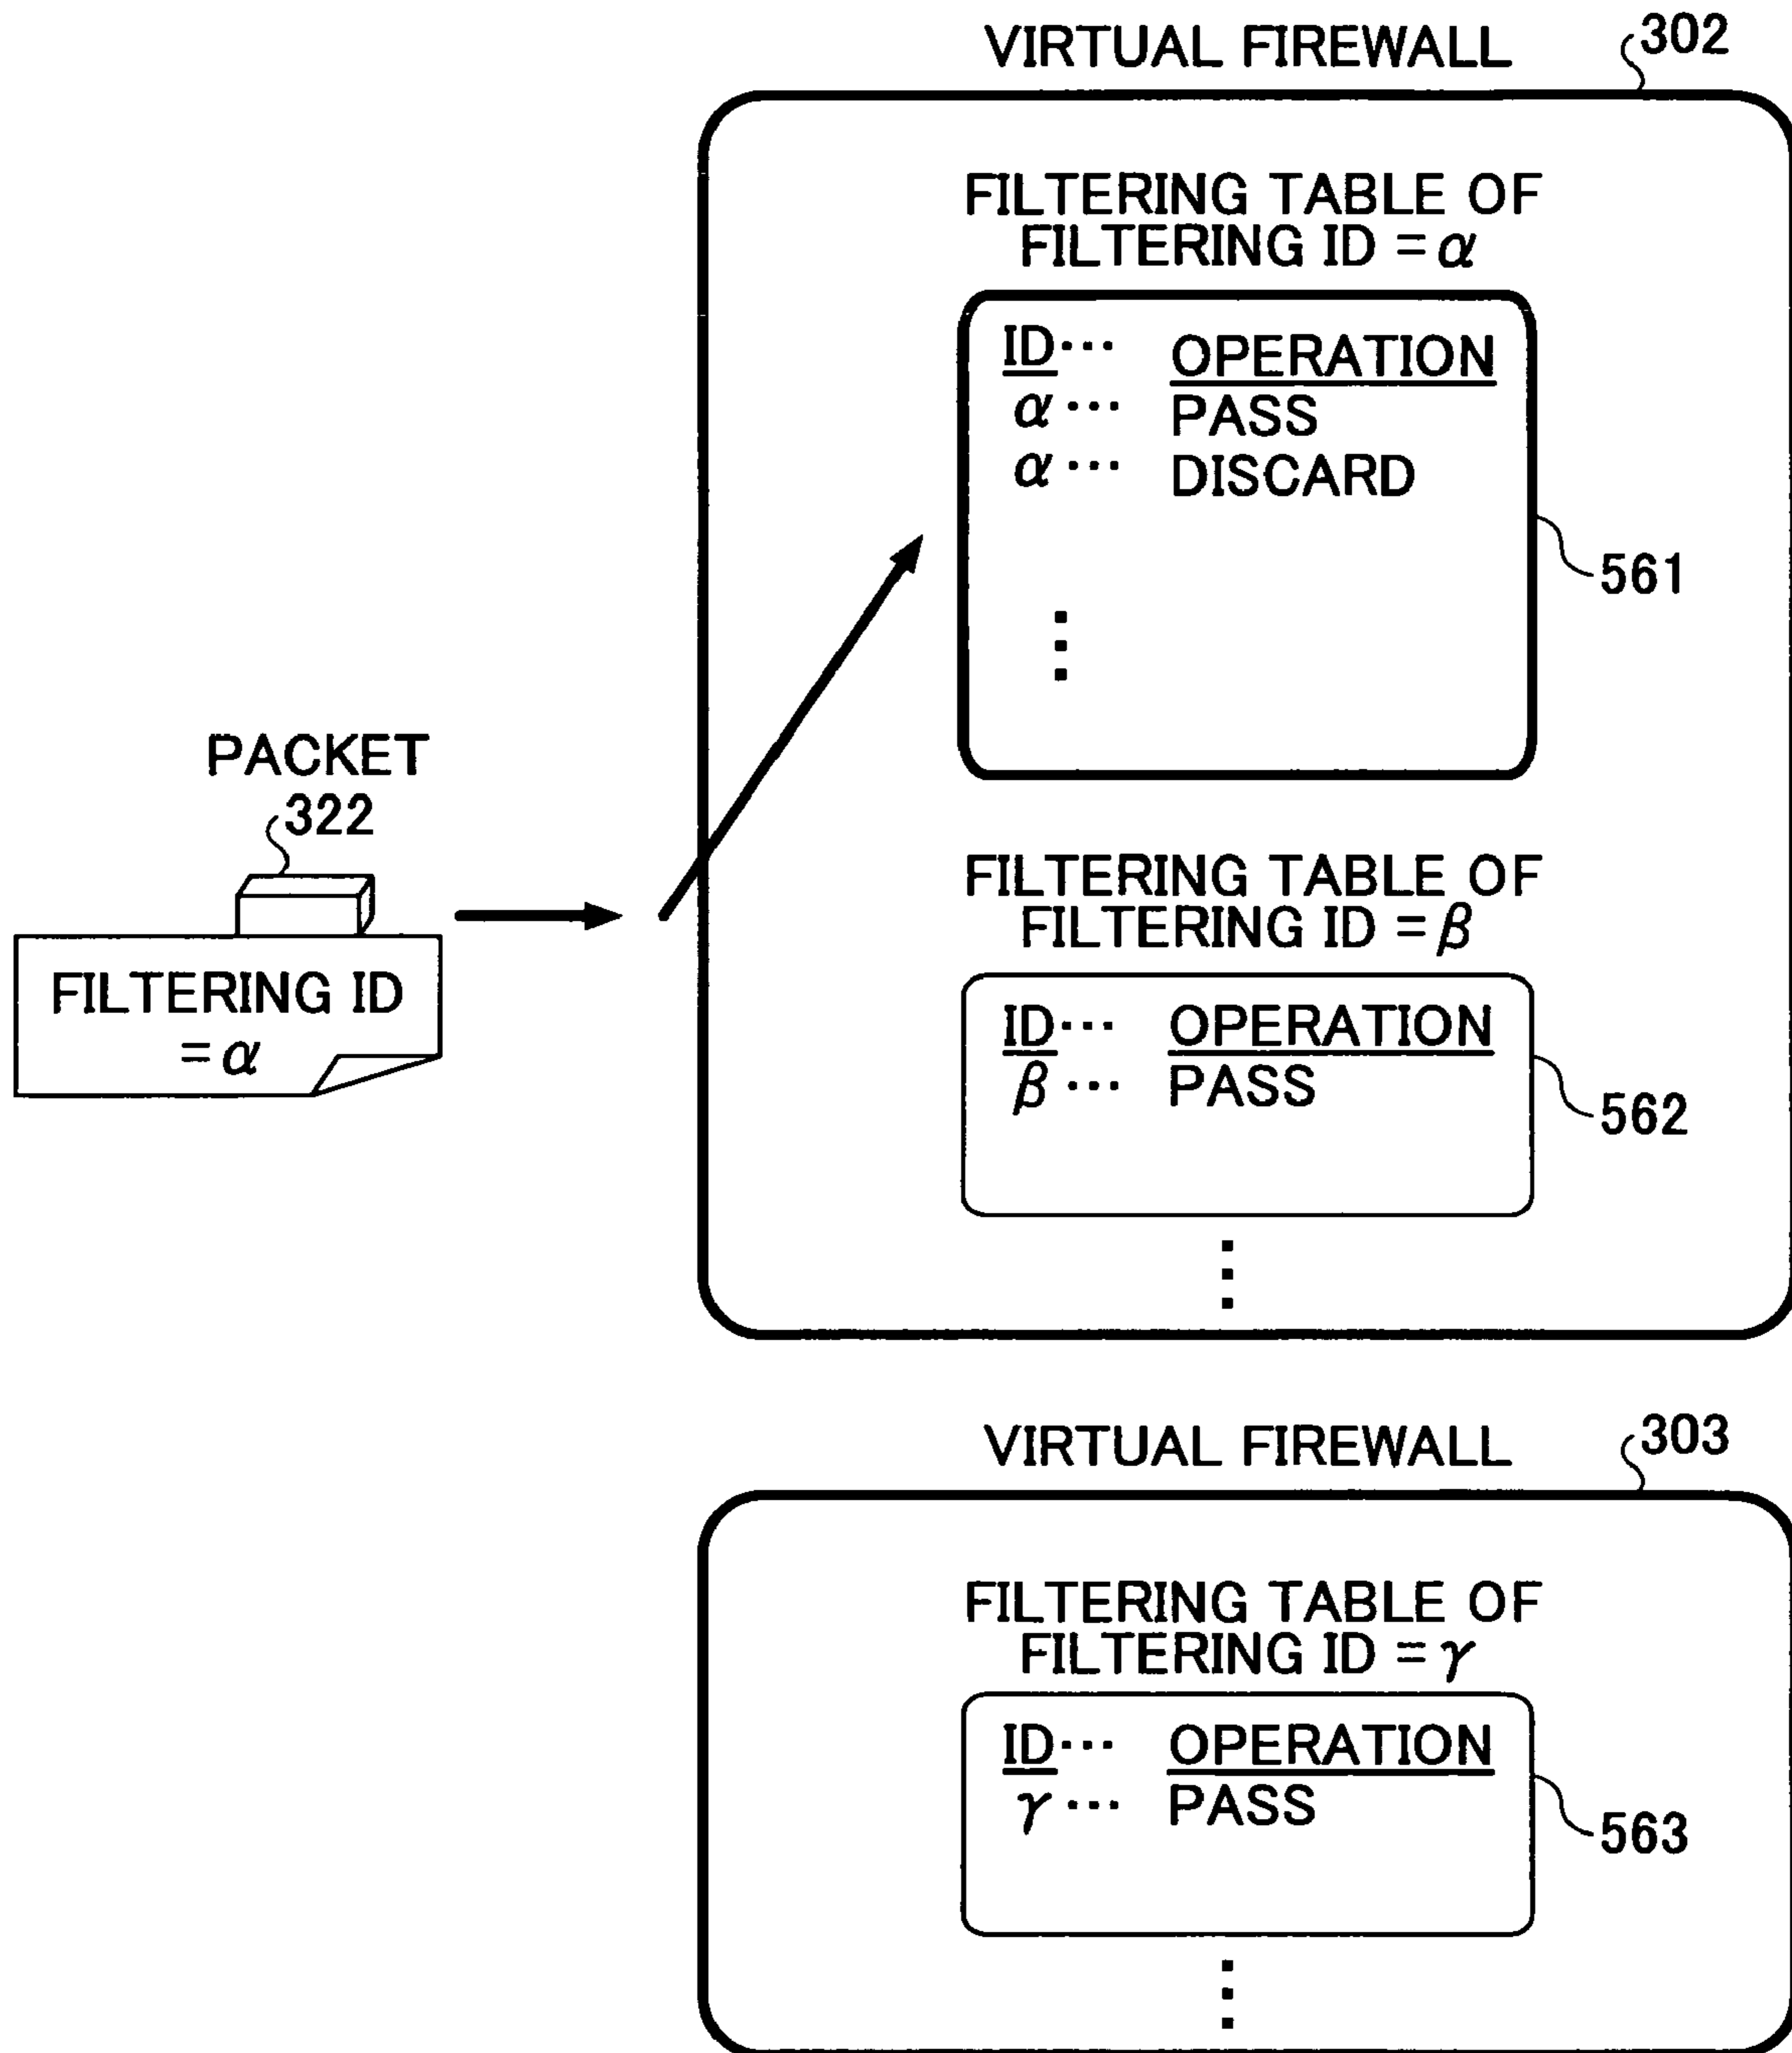 VIRTUAL FIREWALL
302
FILTERING TABLE OF
FILTERING ID = α
ID··· OPERATION
α ··· PASS
α ··· DISCARD
561
PACKET
322
FILTERING ID
= α
FILTERING TABLE OF
FILTERING ID = β
ID··· OPERATION
β ··· PASS
562
VIRTUAL FIREWALL
303
FILTERING TABLE OF
FILTERING ID = γ
ID··· OPERATION
γ ··· PASS
563